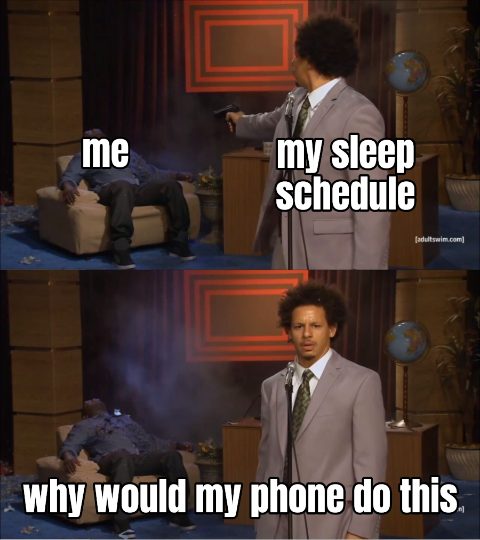 me
my sleep
schedule
[adultswim.com]
why would my phone do this